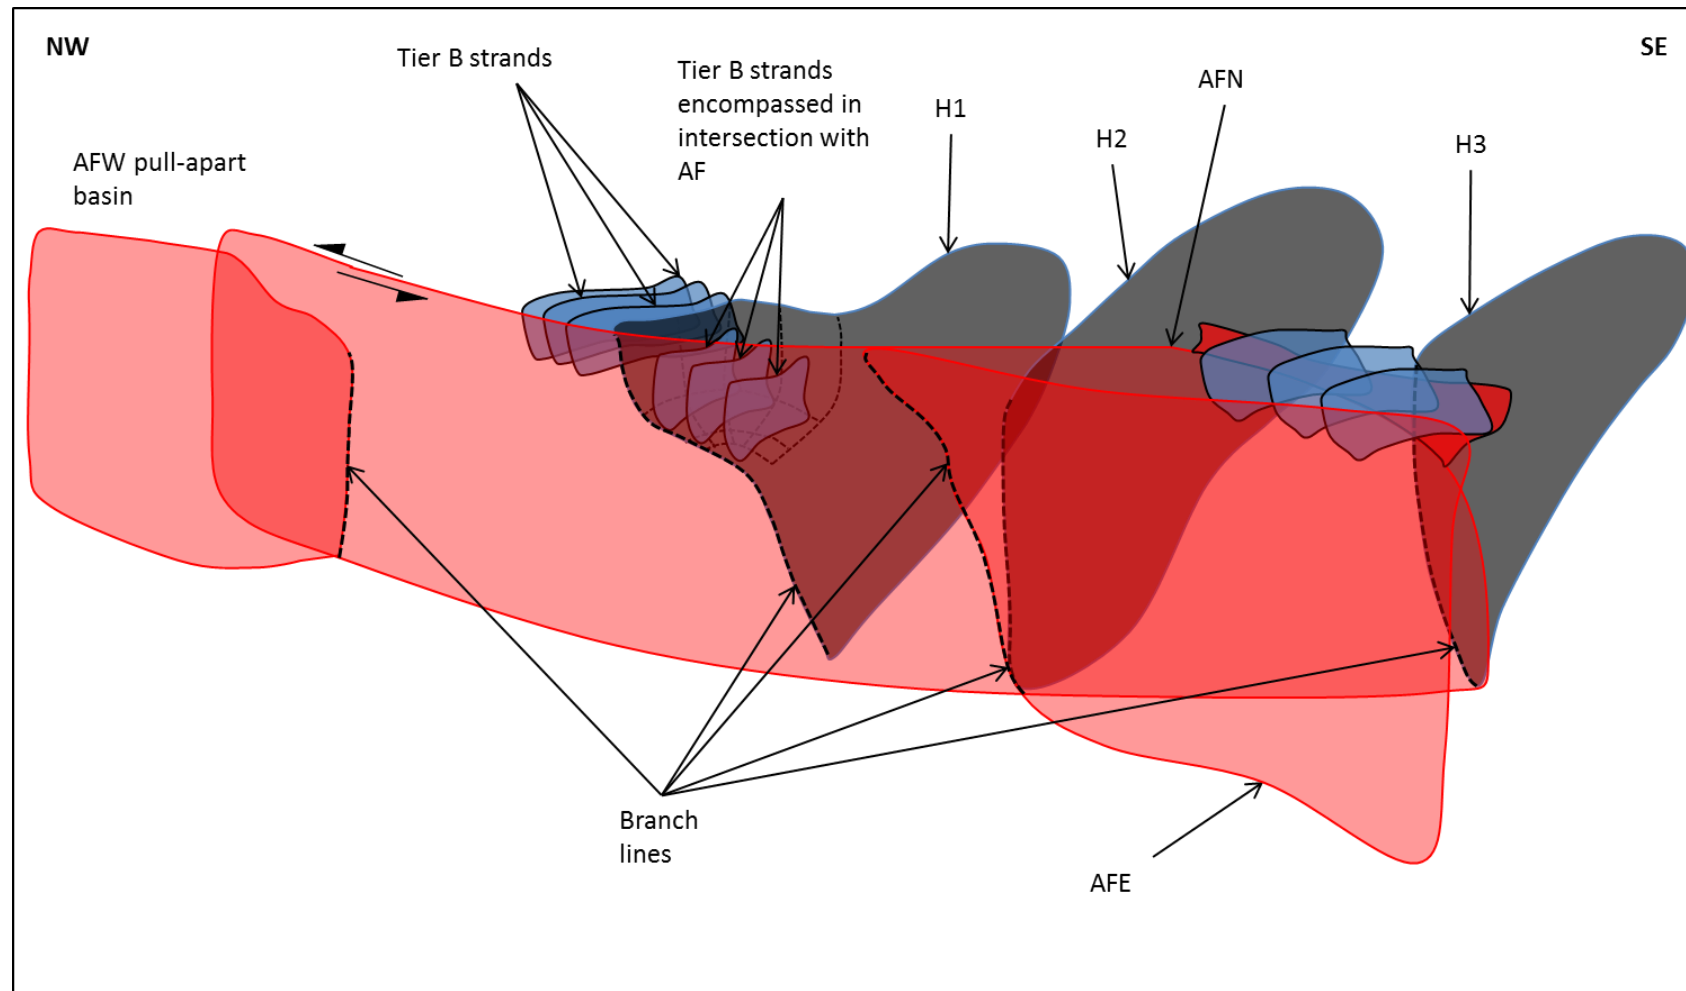 NW
SE
Tier B strands
Tier B strands
encompassed in
intersection with
AF
AFN
H1
H2
H3
AFW pull-apart
basin
Branch
lines
AFE